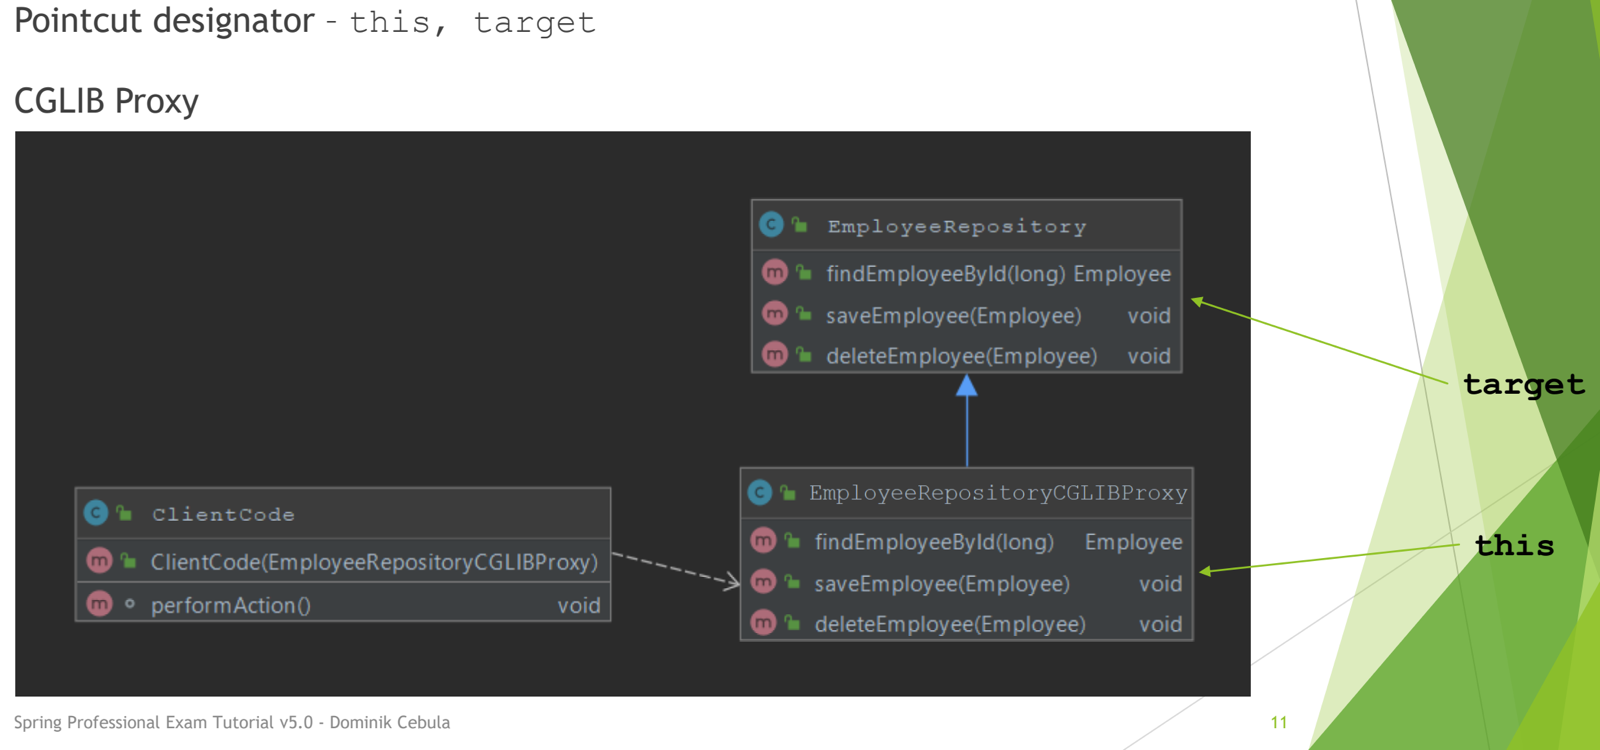 Pointcut designator - this, target
CGLIB Proxy
C EmployeeRepository
m findEmployeeById(long) Employee
m saveEmployee(Employee) void
m deleteEmployee(Employee) void
target
C EmployeeRepositoryCGLIBProxy
m findEmployeeById(long) Employee
m saveEmployee(Employee) void
m deleteEmployee(Employee) void
this
C ClientCode
m ClientCode(EmployeeRepositoryCGLIBProxy)
m performAction() void
Spring Professional Exam Tutorial v5.0 - Dominik Cebula
11